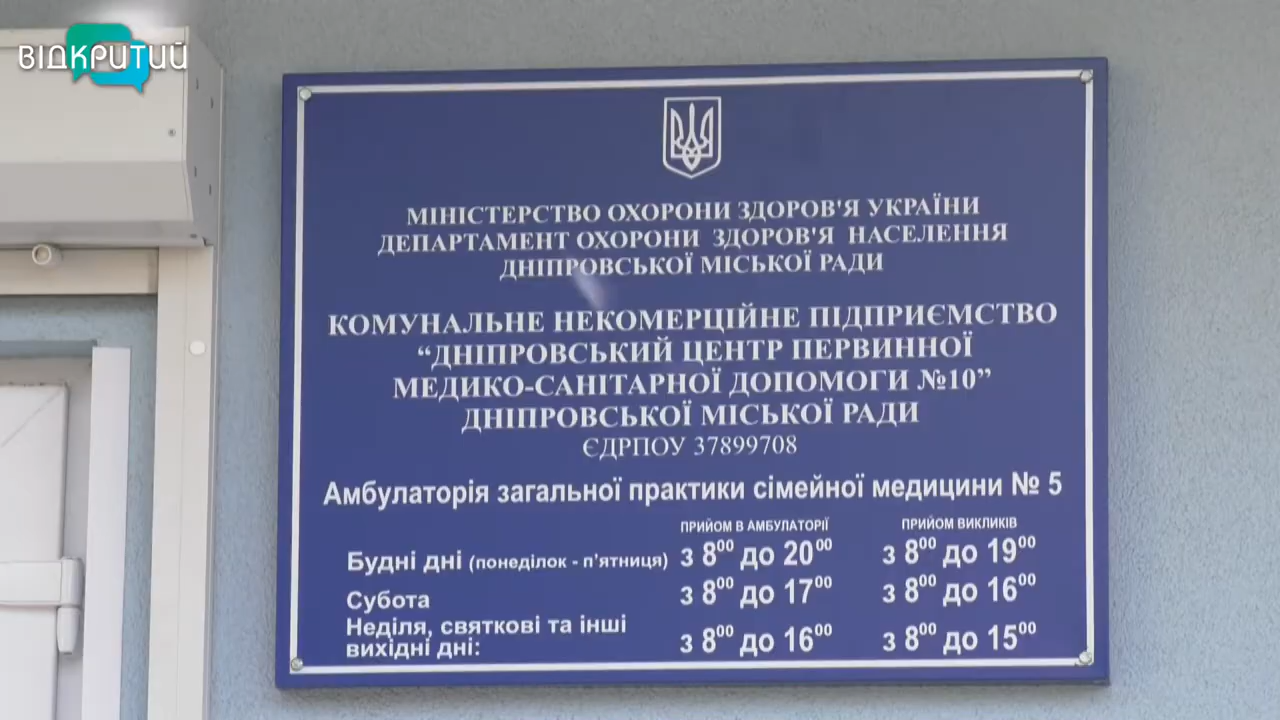 ВІДКРИТИЙ
МІНІСТЕРСТВО ОХОРОНИ ЗДОРОВ'Я УКРАЇНИ
ДЕПАРТАМЕНТ ОХОРОНИ ЗДОРОВ'Я НАСЕЛЕННЯ
ДНІПРОВСЬКОЇ МІСЬКОЇ РАДИ
КОМУНАЛЬНЕ НЕКОМЕРЦІЙНЕ ПІДПРИЄМСТВО
“ДНІПРОВСЬКИЙ ЦЕНТР ПЕРВИННОЇ
МЕДИКО-САНІТАРНОЇ ДОПОМОГИ №10”
ДНІПРОВСЬКОЇ МІСЬКОЇ РАДИ
ЄДРПОУ 37899708
Амбулаторія загальної практики сімейної медицини № 5
ПРИЙОМ В АМБУЛАТОРІЇ ПРИЙОМ ВИКЛИКІВ
Будні дні (понеділок - п'ятниця) з 8⁰⁰ до 20⁰⁰ з 8⁰⁰ до 19⁰⁰
Субота з 8⁰⁰ до 17⁰⁰ з 8⁰⁰ до 16⁰⁰
Неділя, святкові та інші
вихідні дні: з 8⁰⁰ до 16⁰⁰ з 8⁰⁰ до 15⁰⁰